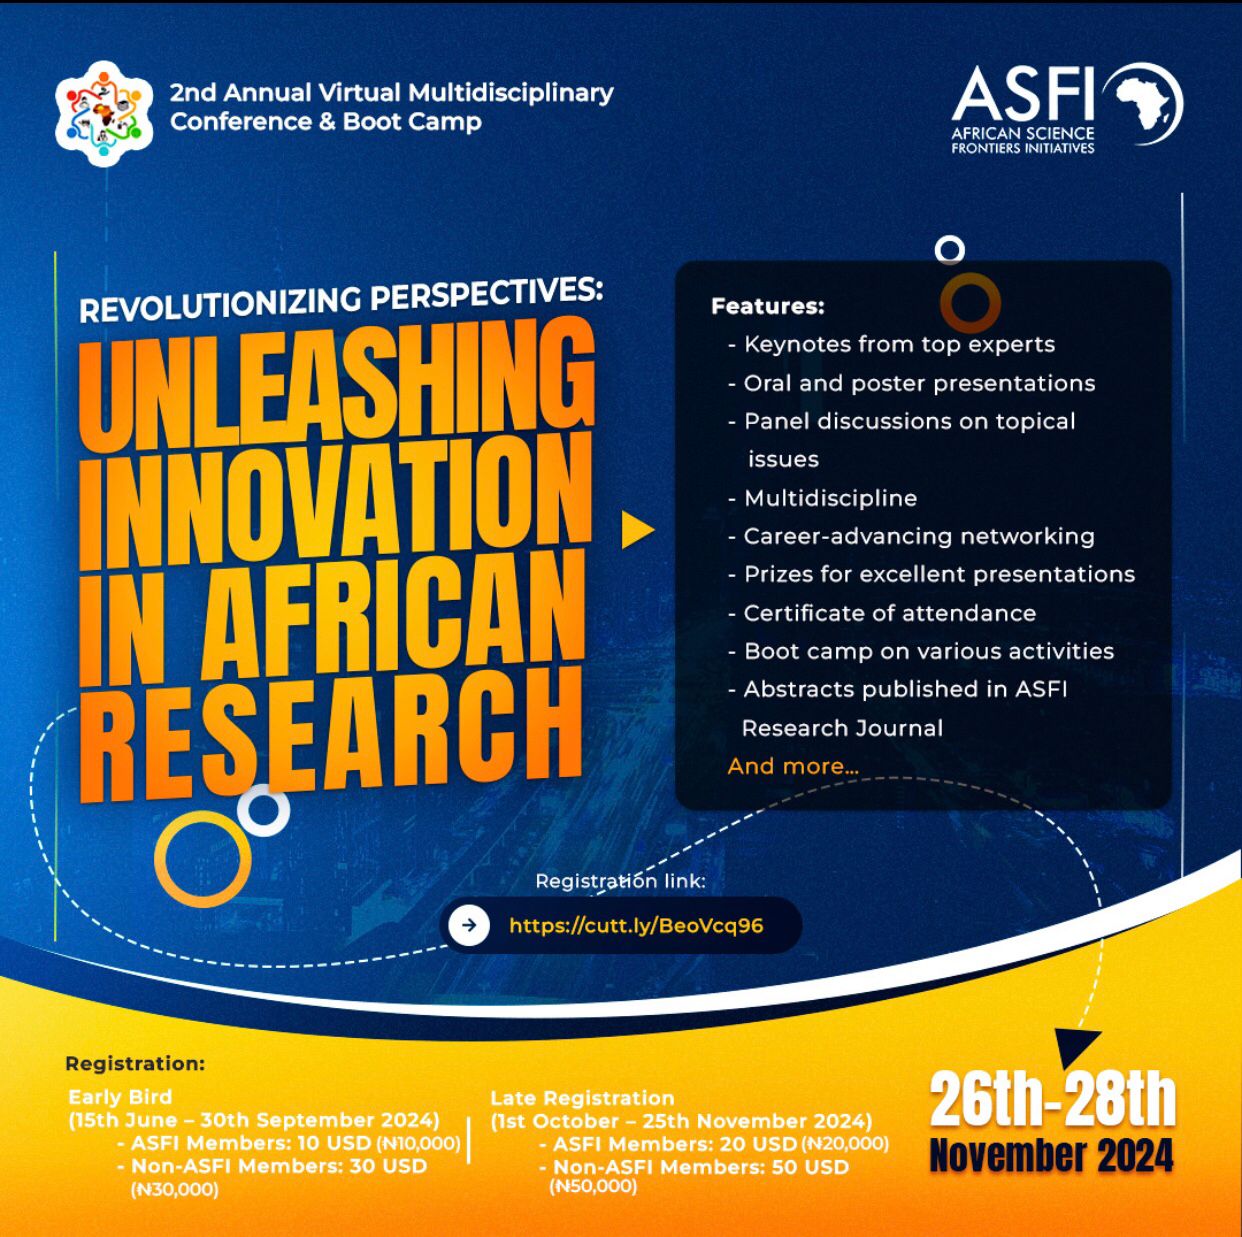 2nd Annual Virtual Multidisciplinary
Conference & Boot Camp
ASFI
AFRICAN SCIENCE
FRONTIERS INITIATIVES
REVOLUTIONIZING PERSPECTIVES:
UNLEASHING
INNOVATION
IN AFRICAN
RESEARCH
Features:
- Keynotes from top experts
- Oral and poster presentations
- Panel discussions on topical
issues
- Multidiscipline
- Career-advancing networking
- Prizes for excellent presentations
- Certificate of attendance
- Boot camp on various activities
- Abstracts published in ASFI
Research Journal
And more...
Registration link:
https://cutt.ly/BeoVcq96
Registration:
Early Bird
(15th June – 30th September 2024)
- ASFI Members: 10 USD (₦10,000)
- Non-ASFI Members: 30 USD
(₦30,000)
Late Registration
(1st October – 25th November 2024)
- ASFI Members: 20 USD (₦20,000)
- Non-ASFI Members: 50 USD
(₦50,000)
26th-28th
November 2024